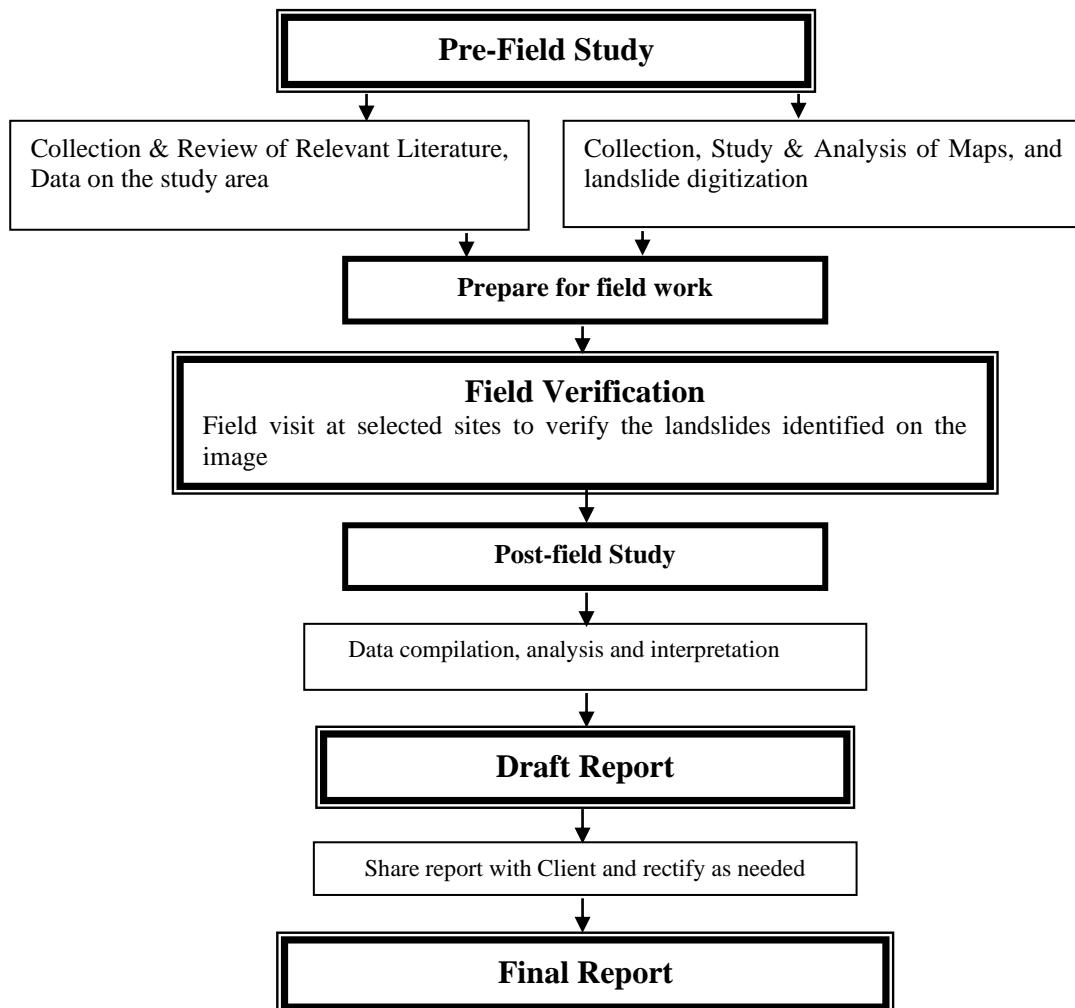 Pre-Field Study
Collection & Review of Relevant Literature,
Data on the study area
Collection, Study & Analysis of Maps, and
landslide digitization
Prepare for field work
Field Verification
Field visit at selected sites to verify the landslides identified on the
image
Post-field Study
Data compilation, analysis and interpretation
Draft Report
Share report with Client and rectify as needed
Final Report